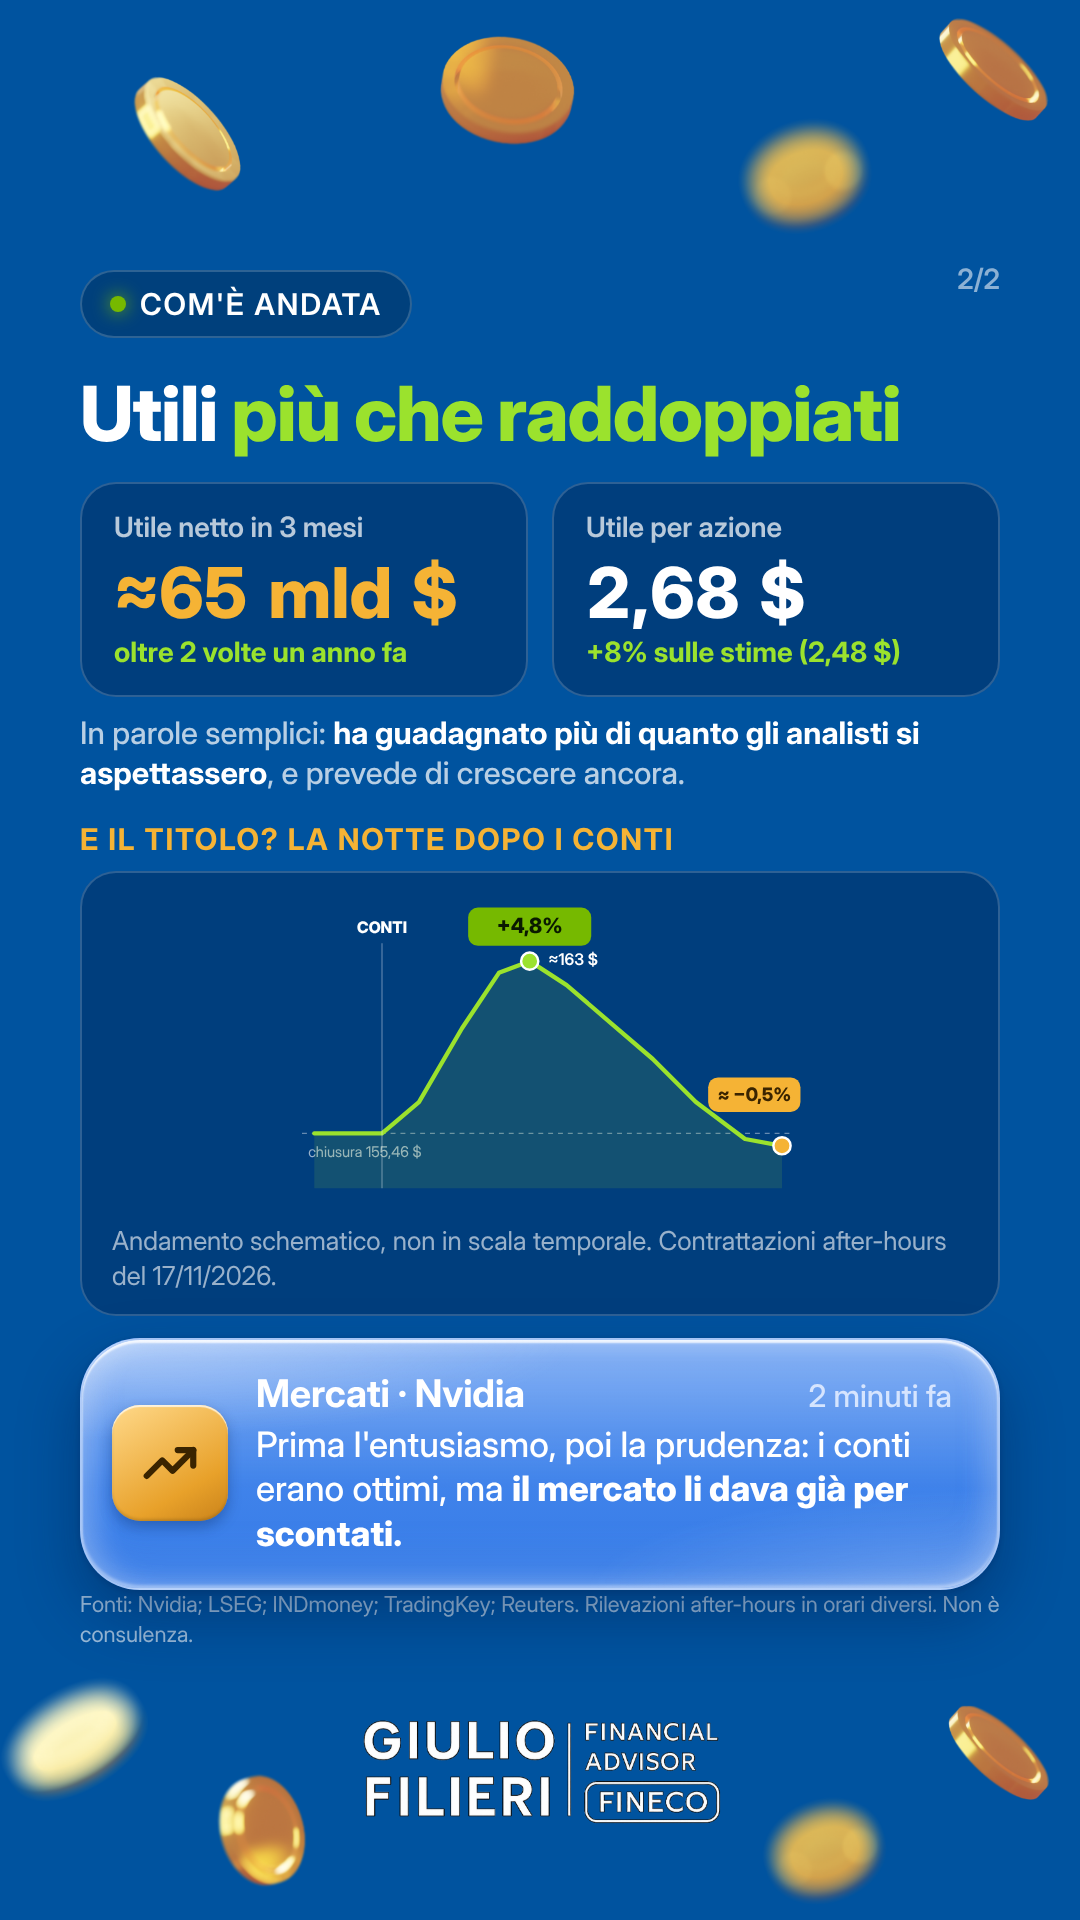 2/2
COM'È ANDATA
Utili più che raddoppiati
Utile netto in 3 mesi
≈65 mld $
oltre 2 volte un anno fa
Utile per azione
2,68 $
+8% sulle stime (2,48 $)
In parole semplici: ha guadagnato più di quanto gli analisti si
aspettassero, e prevede di crescere ancora.
E IL TITOLO? LA NOTTE DOPO I CONTI
CONTI
+4,8%
≈163 $
≈ −0,5%
chiusura 155,46 $
Andamento schematico, non in scala temporale. Contrattazioni after-hours
del 17/11/2026.
Mercati · Nvidia
2 minuti fa
Prima l'entusiasmo, poi la prudenza: i conti
erano ottimi, ma il mercato li dava già per
scontati.
Fonti: Nvidia; LSEG; INDmoney; TradingKey; Reuters. Rilevazioni after-hours in orari diversi. Non è
consulenza.
GIULIO
FILIERI
FINANCIAL
ADVISOR
FINECO